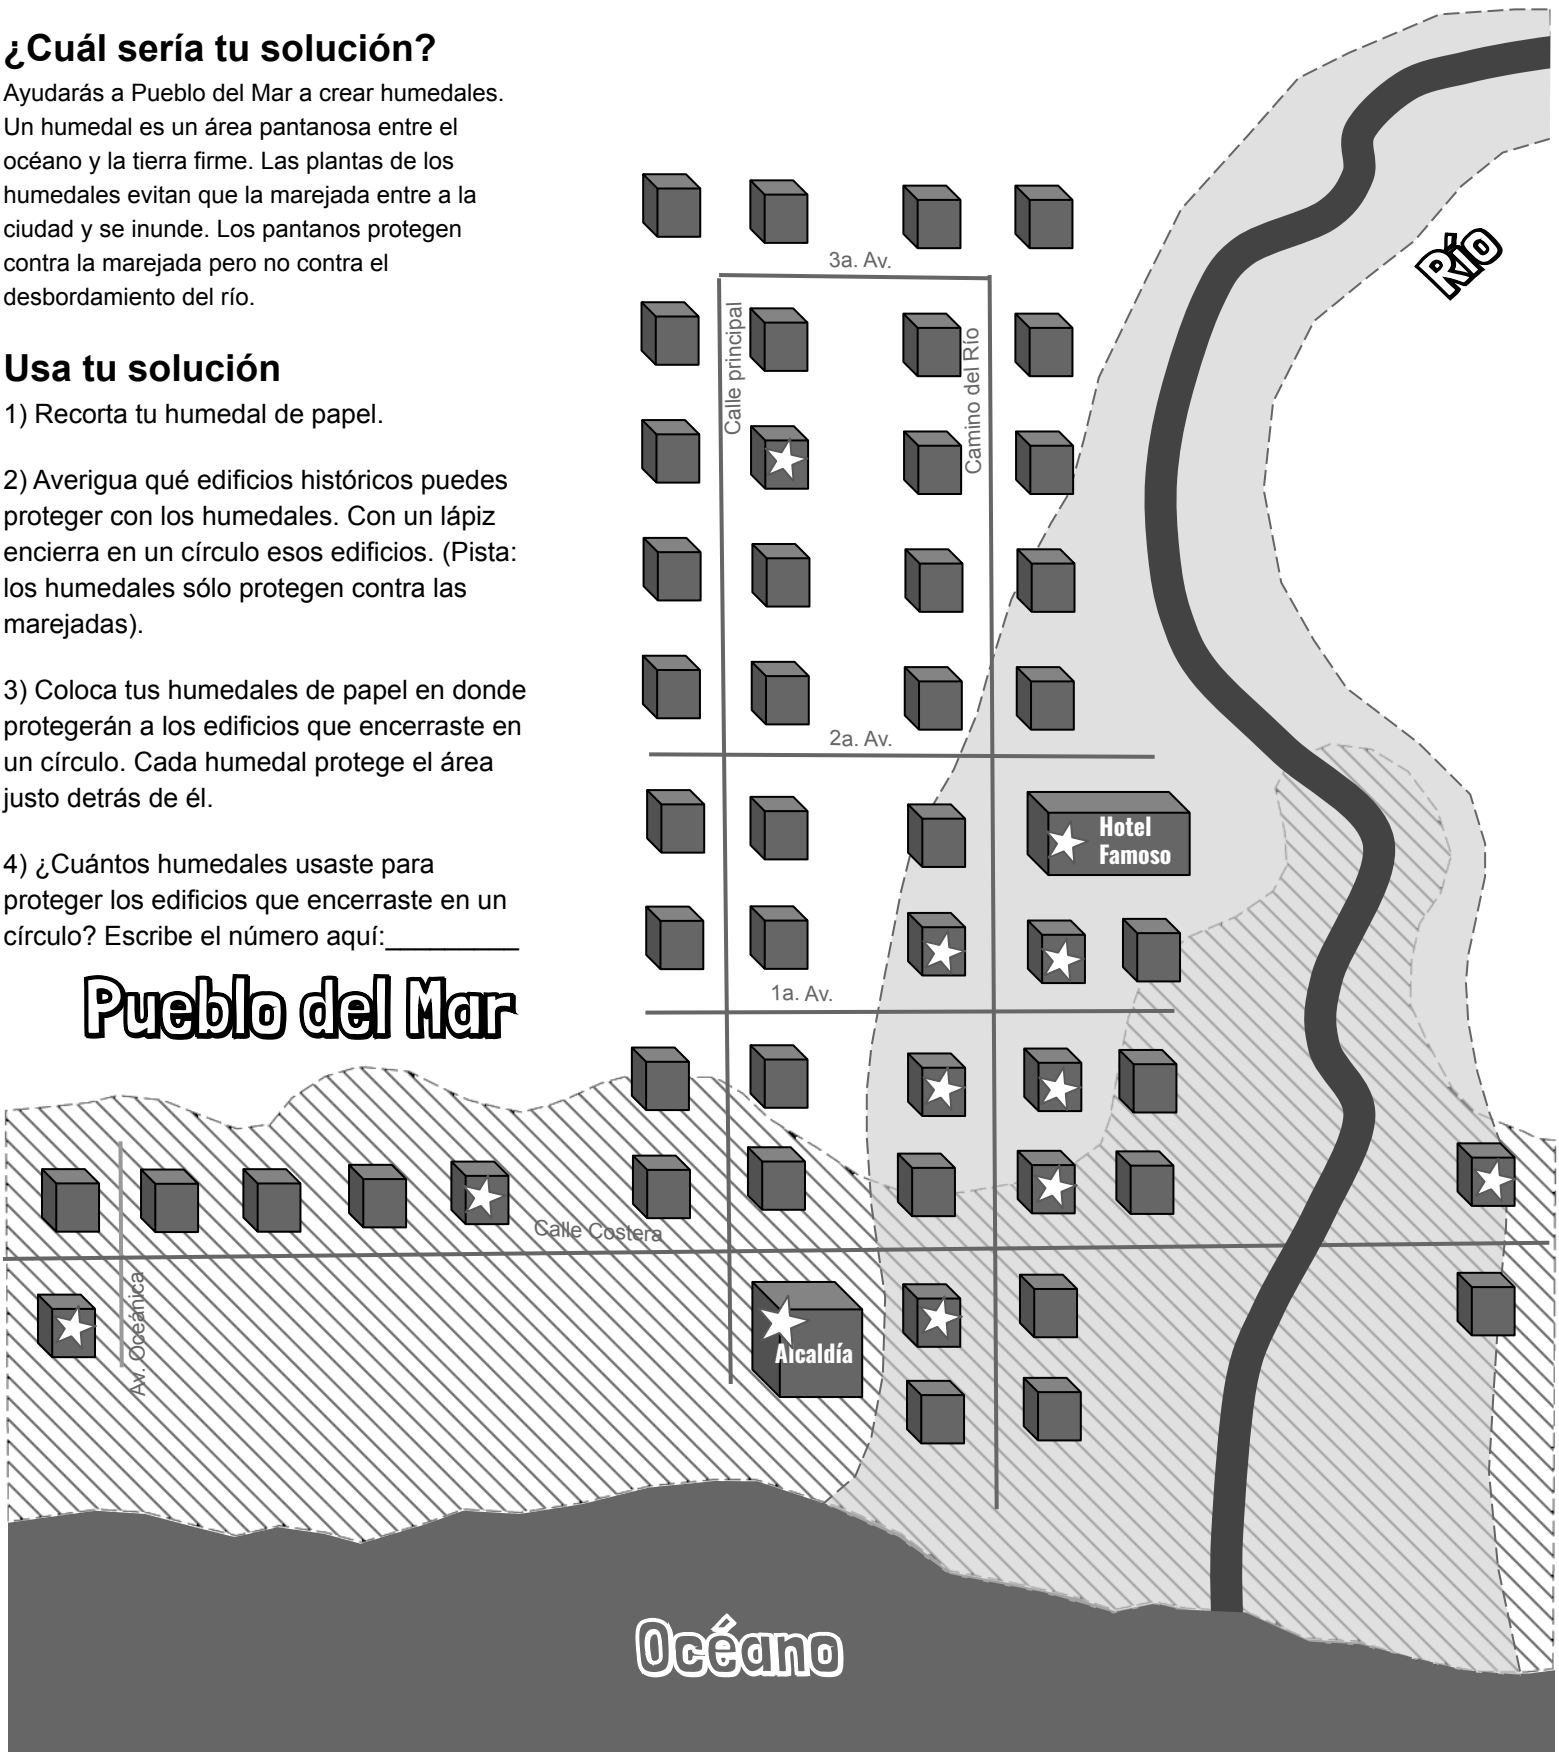 ¿Cuál sería tu solución?
Ayudarás a Pueblo del Mar a crear humedales.
Un humedal es un área pantanosa entre el
océano y la tierra firme. Las plantas de los
humedales evitan que la marejada entre a la
ciudad y se inunde. Los pantanos protegen
contra la marejada pero no contra el
desbordamiento del río.
Usa tu solución
1) Recorta tu humedal de papel.
2) Averigua qué edificios históricos puedes
proteger con los humedales. Con un lápiz
encierra en un círculo esos edificios. (Pista:
los humedales sólo protegen contra las
marejadas).
3) Coloca tus humedales de papel en donde
protegerán a los edificios que encerraste en
un círculo. Cada humedal protege el área
justo detrás de él.
4) ¿Cuántos humedales usaste para
proteger los edificios que encerraste en un
círculo? Escribe el número aquí:_________
Pueblo del Mar
Río
3a. Av.
Calle principal
Camino del Río
2a. Av.
Hotel
Famoso
1a. Av.
Calle Costera
Av. Oceánica
Alcaldía
Océano